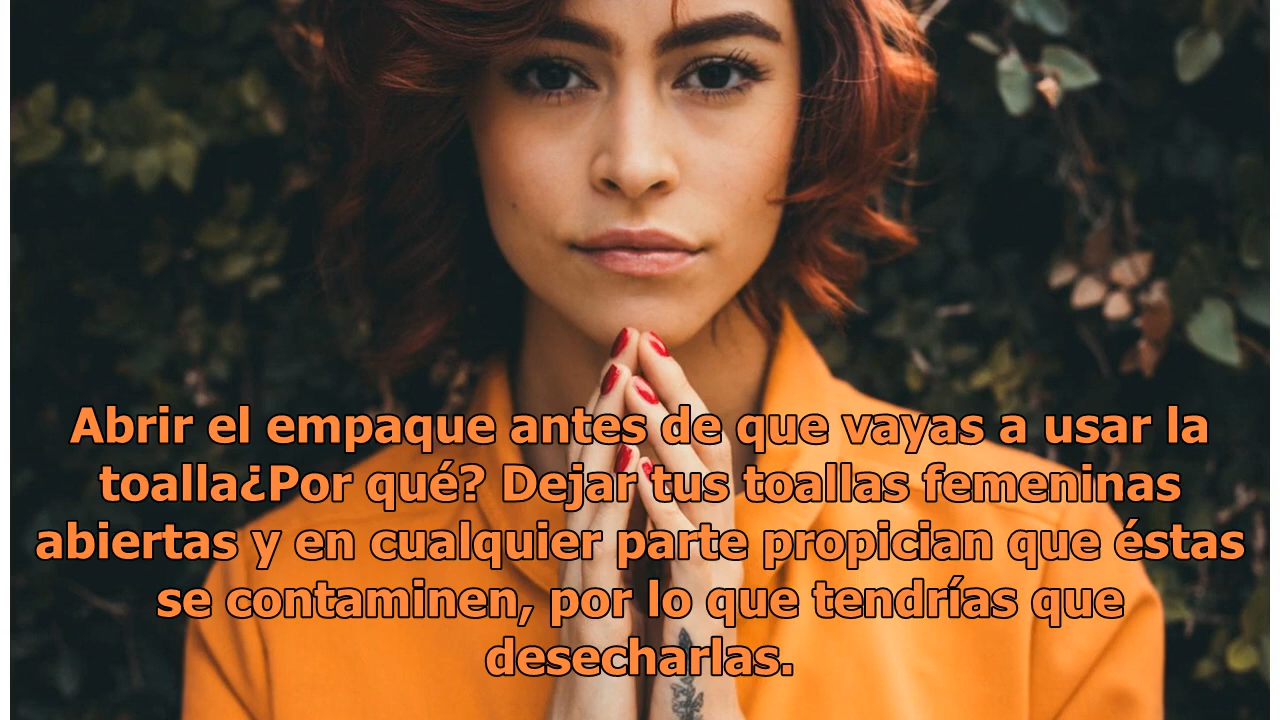 Abrir el empaque antes de que vayas a usar la
toalla¿Por qué? Dejar tus toallas femeninas
abiertas y en cualquier parte propician que éstas
se contaminen, por lo que tendrías que
desecharlas.